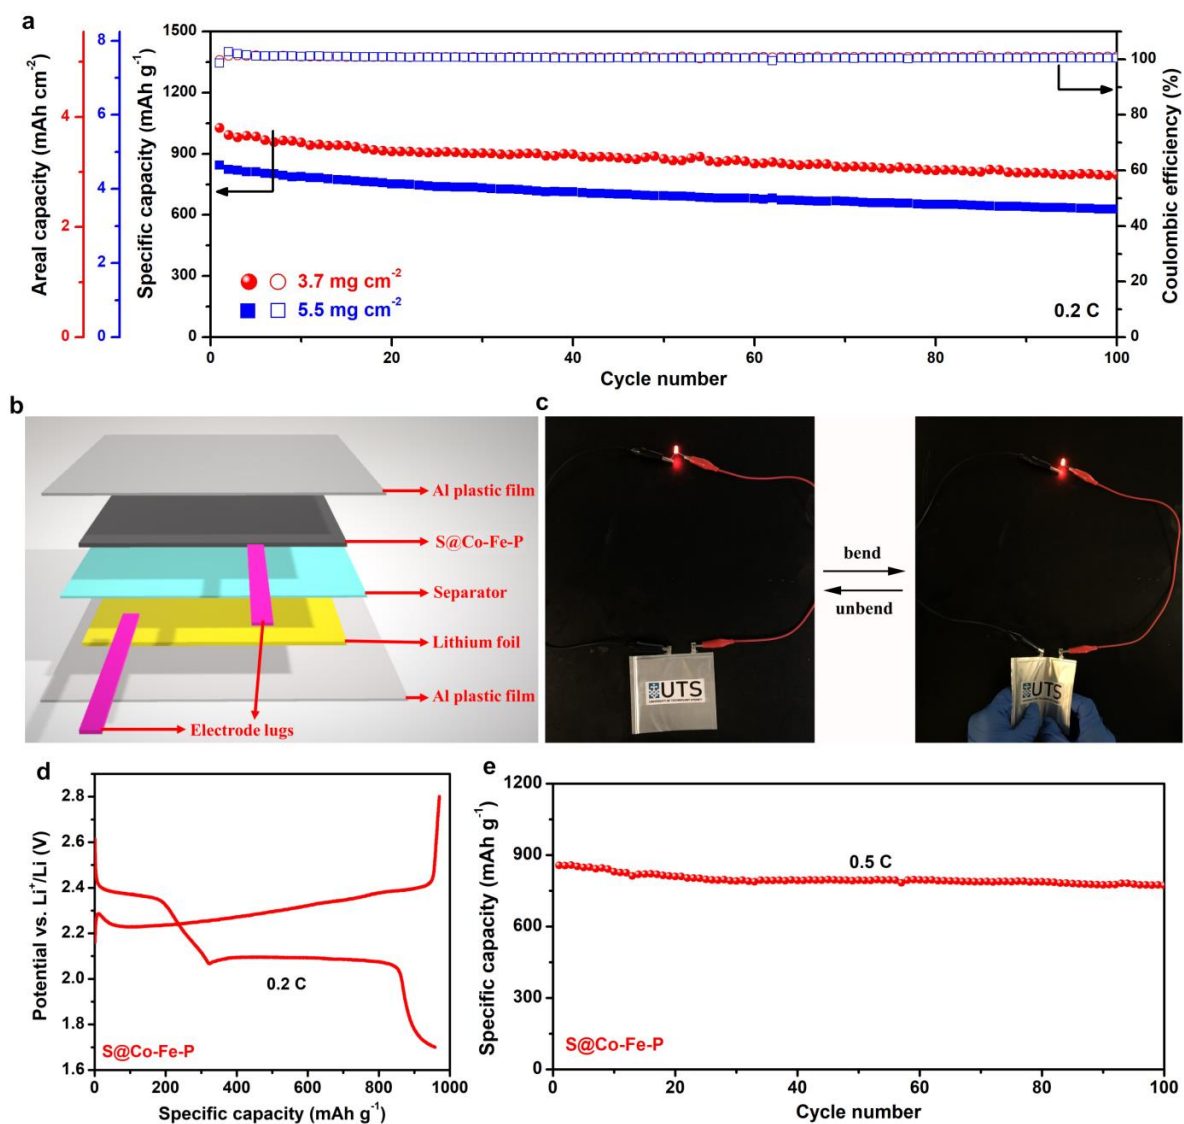 a
Areal capacity (mAh cm⁻²)
0
2
4
0
2
4
6
8
Specific capacity (mAh g⁻¹)
1500
1200
900
600
300
0
100
80
60
40
20
0
Coulombic efficiency (%)
3.7 mg cm⁻²
5.5 mg cm⁻²
0.2 C
0 20 40 60 80 100
Cycle number
b
Al plastic film
S@Co-Fe-P
Separator
Lithium foil
Al plastic film
Electrode lugs
c
UTS
bend
unbend
UTS
d
Potential vs. Li⁺/Li (V)
2.8
2.6
2.4
2.2
2.0
1.8
1.6
0.2 C
S@Co-Fe-P
0 200 400 600 800 1000
Specific capacity (mAh g⁻¹)
e
Specific capacity (mAh g⁻¹)
1200
900
600
300
0
0.5 C
S@Co-Fe-P
0 20 40 60 80 100
Cycle number